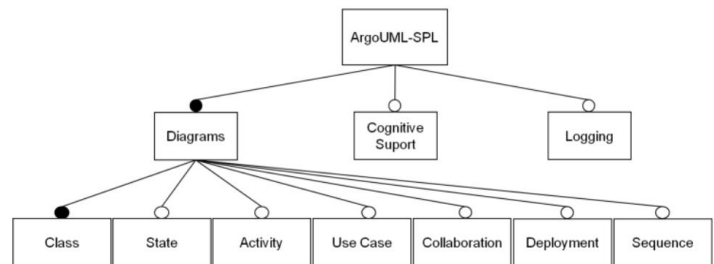 ArgoUML-SPL
Diagrams
Cognitive
Suport
Logging
Class
State
Activity
Use Case
Collaboration
Deployment
Sequence